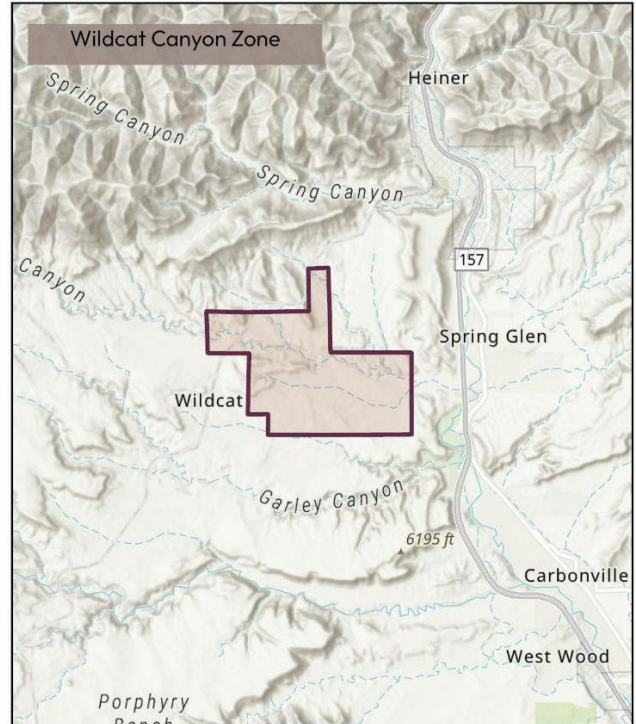 Wildcat Canyon Zone
Heiner
Spring Canyon
Spring Canyon
157
Canyon
Spring Glen
Wildcat
Garley Canyon
6195 ft
Carbonville
West Wood
Porphyry